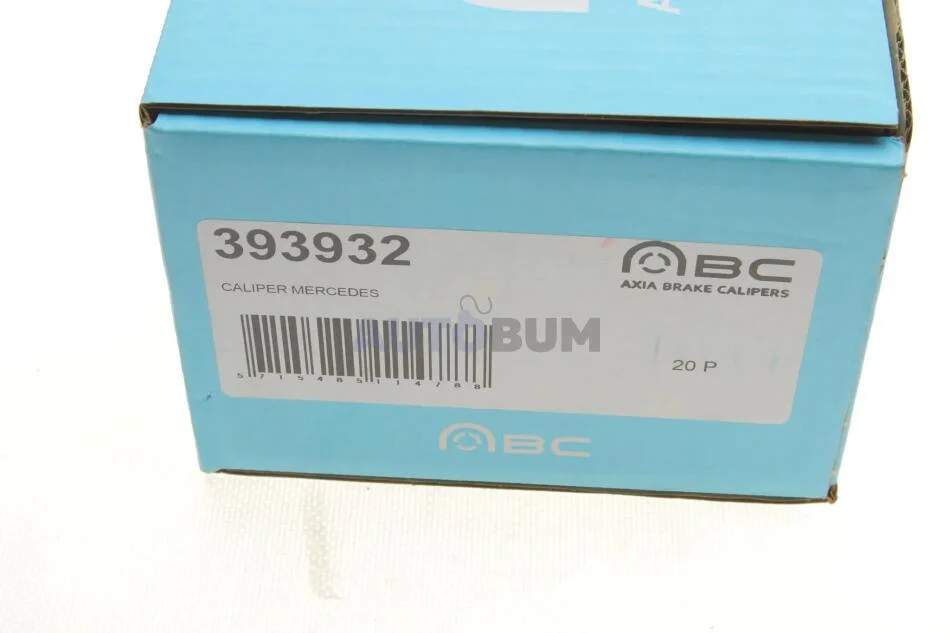 393932
ABC
AXIA BRAKE CALIPERS
CALIPER MERCEDES
AUTOBUM
5715485114788
20 P
ABC